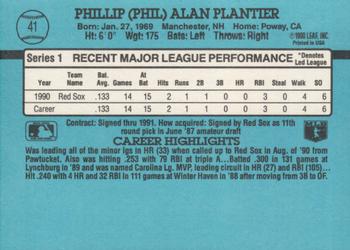 41
PHILLIP (PHIL) ALAN PLANTIER
Born: Jan. 27, 1969 Manchester, NH Home: Poway, CA
Ht: 6' 0" Wgt: 175 Bats: Left Throws: Right
©1990 LEAF, INC.
PRINTED IN USA
Series 1 RECENT MAJOR LEAGUE PERFORMANCE *Denotes Led League
YEAR TEAM BAT AVG G AB R Hits 2B 3B HR RBI Stolen BB SO
1990 Red Sox .133 14 15 1 2 1 0 0 3 0 4 6
Career .133 14 15 1 2 1 0 0 3 0 4 6
Contract: Signed thru 1991. How acquired: Signed by Red Sox as 11th
round pick in June '87 amateur draft
CAREER HIGHLIGHTS
Was leading all of the minor lgs in HR (33) when called up to Red Sox in Aug. of '90 from
Pawtucket. Also was hitting .253 with 79 RBI at triple A...Batted .300 in 131 games at
Lynchburg in '89 and was named Carolina Lg. MVP, leading circuit in HR (27) and RBI (105)...
Hit .240 with 4 HR and 32 RBI in 111 games at Winter Haven in '88 after moving from 3B to OF.